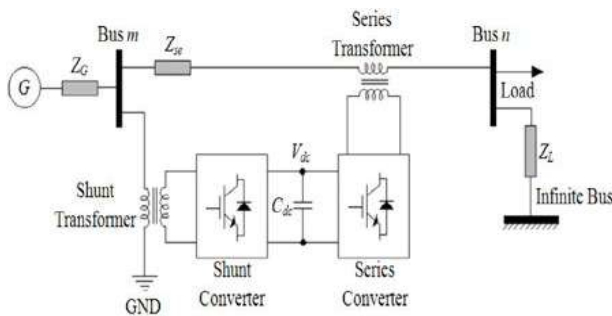 Bus m
Z_se
Series
Transformer
Bus n
Z_G
G
Load
Z_L
V_dc
Shunt
Transformer
C_dc
Infinite Bus
Shunt
Converter
Series
Converter
GND